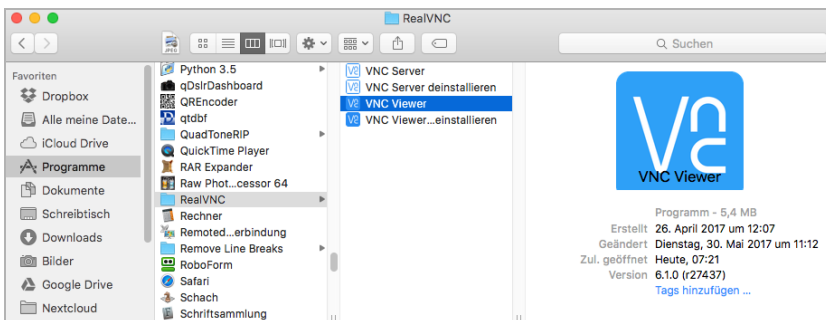 RealVNC
JPEG
Suchen
Favoriten
Dropbox
Alle meine Date...
iCloud Drive
Programme
Dokumente
Schreibtisch
Downloads
Bilder
Google Drive
Nextcloud
Python 3.5
qDslrDashboard
QREncoder
qtdbf
QuadToneRIP
QuickTime Player
RAR Expander
Raw Phot...cessor 64
RealVNC
Rechner
Remoted...erbindung
Remove Line Breaks
RoboForm
Safari
Schach
Schriftsammlung
VNC Server
VNC Server deinstallieren
VNC Viewer
VNC Viewer...einstallieren
VNC Viewer
Programm - 5,4 MB
Erstellt 26. April 2017 um 12:07
Geändert Dienstag, 30. Mai 2017 um 11:12
Zul. geöffnet Heute, 07:21
Version 6.1.0 (r27437)
Tags hinzufügen ...